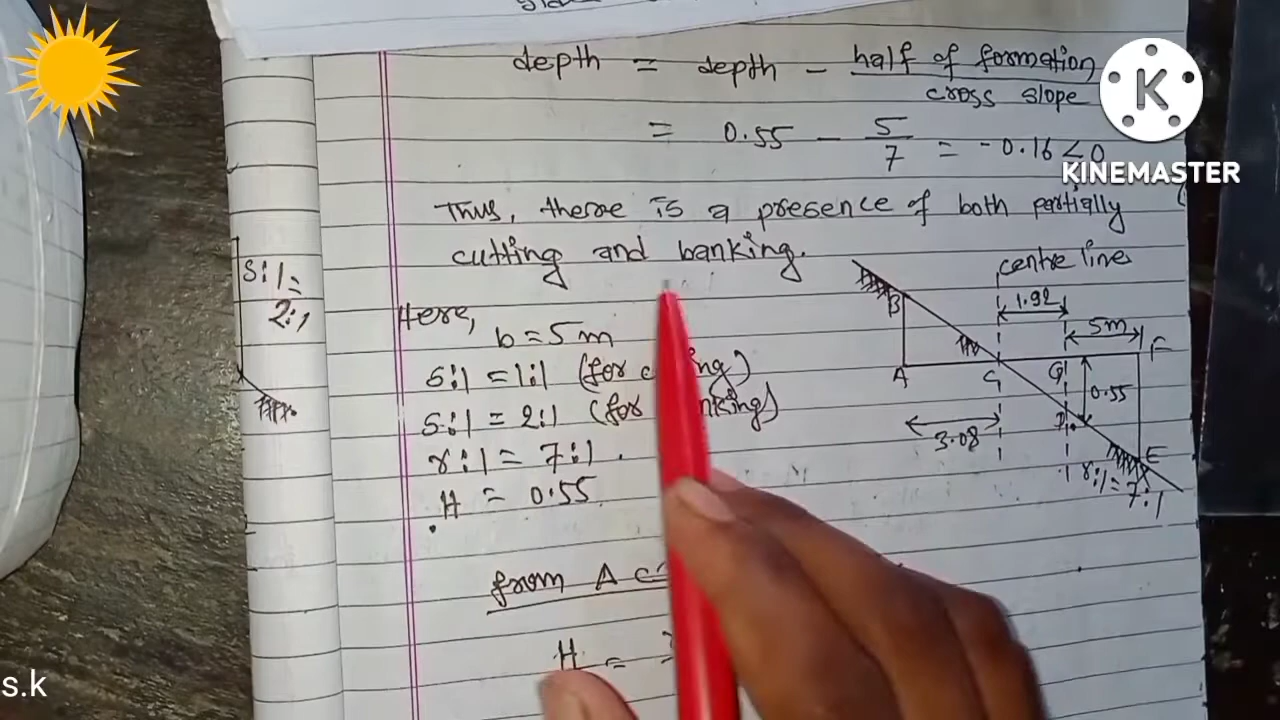 depth = depth - half of formation
cross slope
= 0.55 - 5/7 = -0.16 < 0
KINEMASTER
Thus, there is a presence of both partially
cutting and banking.
centre line
S:1 =
2:1
Here,
b = 5m
1.92
5m
S:1 = 1:1 (for
S:1 = 2:1 (for
r:1 = 7:1.
H = 0.55
B
A
G
F
0.55
3.08
E
r:1 =
7:1
from Δ
H =
s.k